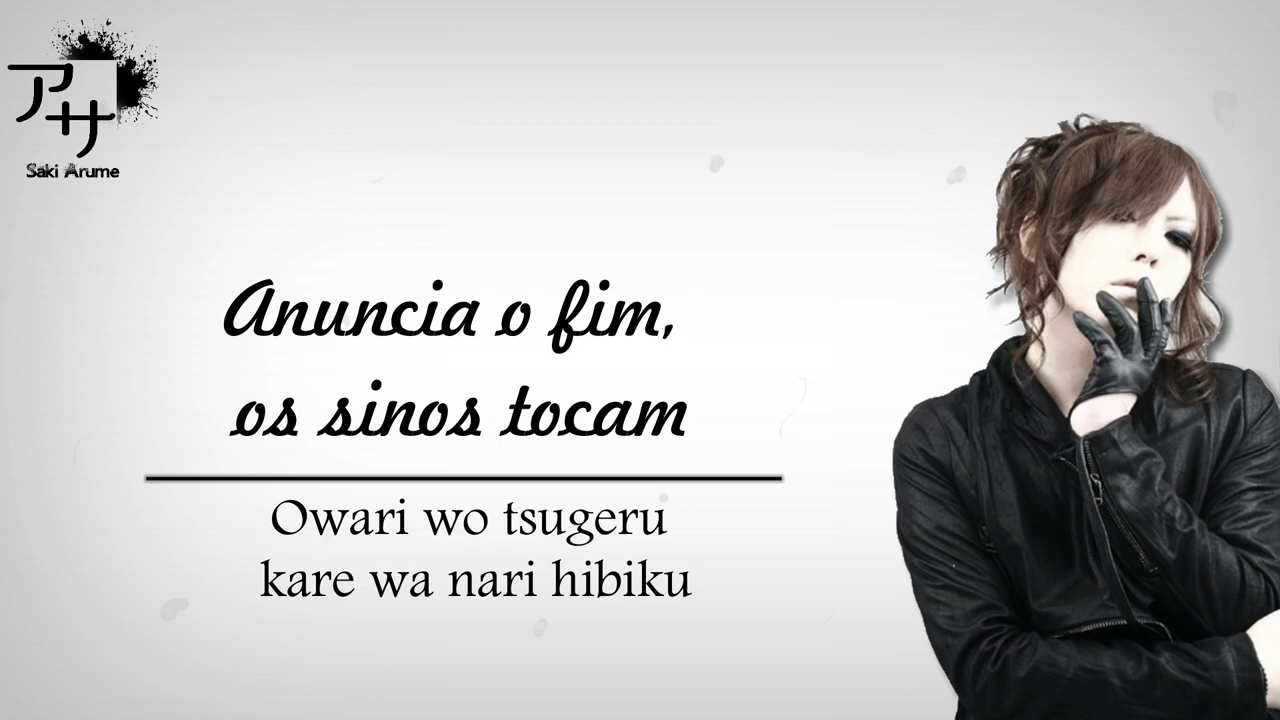 アサ
Saki Arume
Anuncia o fim,
os sinos tocam
Owari wo tsugeru
kare wa nari hibiku